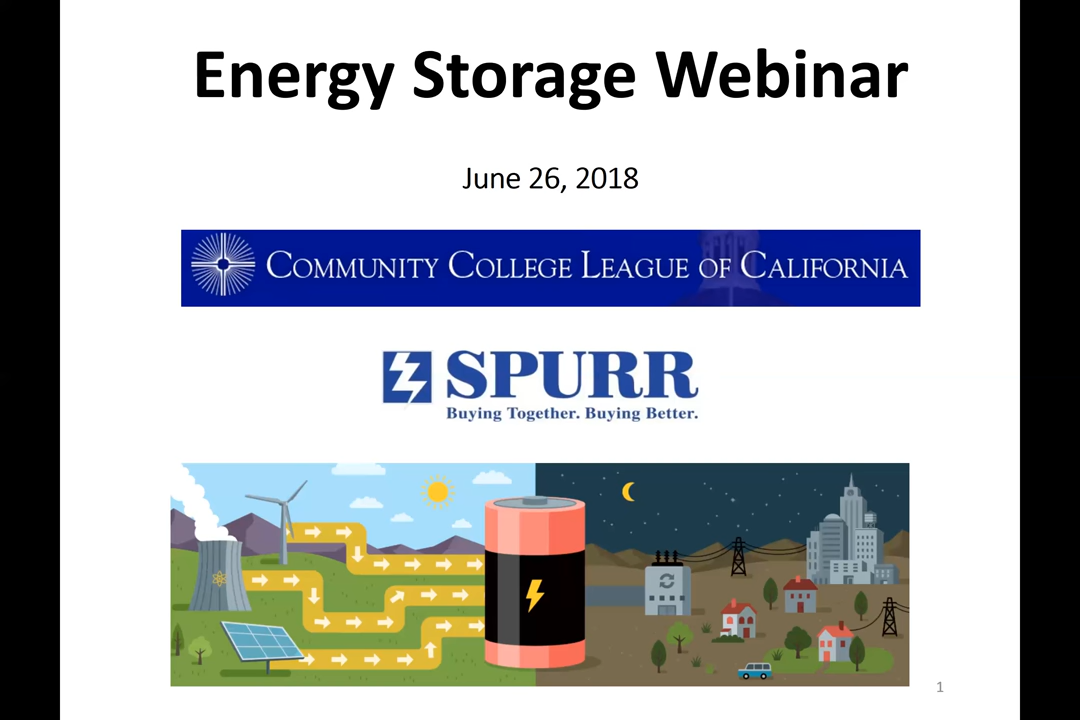 Energy Storage Webinar
June 26, 2018
COMMUNITY COLLEGE LEAGUE OF CALIFORNIA
SPURR
Buying Together. Buying Better.
1